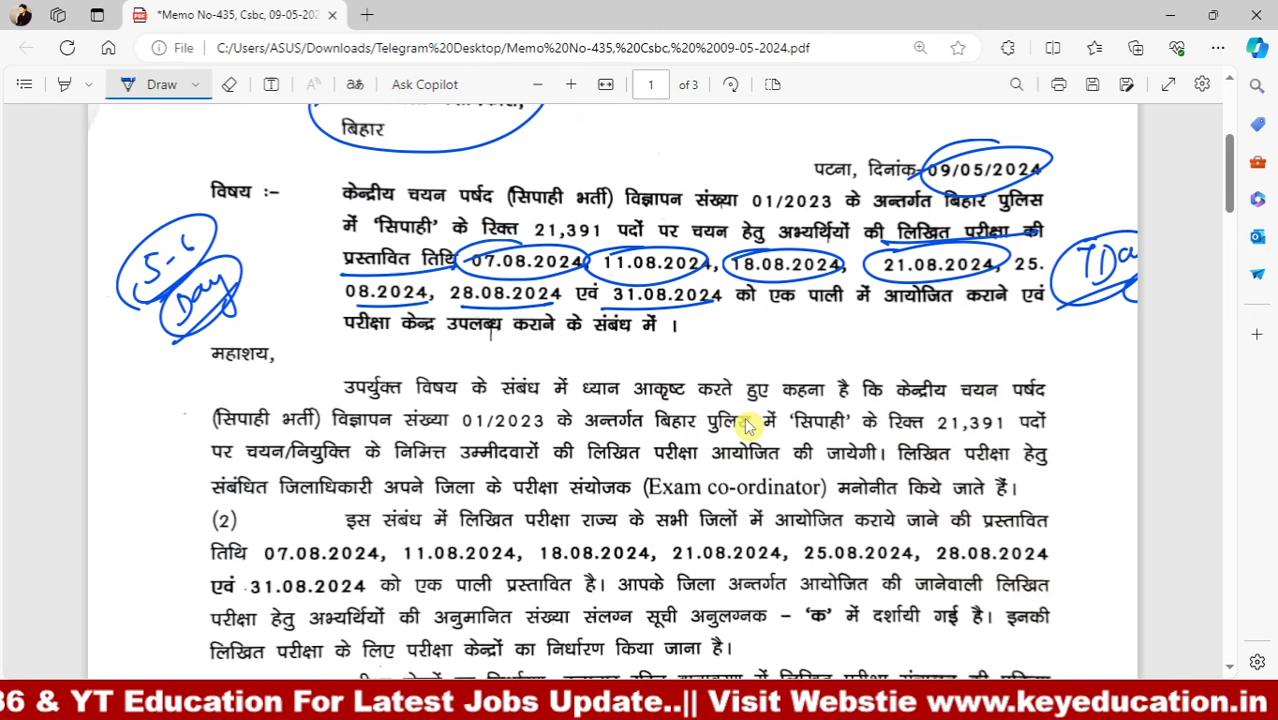 *Memo No-435, Csbc, 09-05-202
File C:/Users/ASUS/Downloads/Telegram%20Desktop/Memo%20No-435,%20Csbc,%20%2009-05-2024.pdf
Draw Ask Copilot 1 of 3
बिहार
पटना, दिनांक- 09/05/2024
विषय :- केन्द्रीय चयन पर्षद (सिपाही भर्ती) विज्ञापन संख्या 01/2023 के अन्तर्गत बिहार पुलिस
में 'सिपाही' के रिक्त 21,391 पदों पर चयन हेतु अभ्यर्थियों की लिखित परीक्षा की
प्रस्तावित तिथि 07.08.2024, 11.08.2024, 18.08.2024, 21.08.2024, 25.
08.2024, 28.08.2024 एवं 31.08.2024 को एक पाली में आयोजित कराने एवं
परीक्षा केन्द्र उपलब्ध कराने के संबंध में ।
5-6
Day
7 Da
महाशय,
उपर्युक्त विषय के संबंध में ध्यान आकृष्ट करते हुए कहना है कि केन्द्रीय चयन पर्षद
(सिपाही भर्ती) विज्ञापन संख्या 01/2023 के अन्तर्गत बिहार पुलिस में 'सिपाही' के रिक्त 21,391 पदों
पर चयन/नियुक्ति के निमित्त उम्मीदवारों की लिखित परीक्षा आयोजित की जायेगी। लिखित परीक्षा हेतु
संबंधित जिलाधिकारी अपने जिला के परीक्षा संयोजक (Exam co-ordinator) मनोनीत किये जाते हैं।
(2) इस संबंध में लिखित परीक्षा राज्य के सभी जिलों में आयोजित कराये जाने की प्रस्तावित
तिथि 07.08.2024, 11.08.2024, 18.08.2024, 21.08.2024, 25.08.2024, 28.08.2024
एवं 31.08.2024 को एक पाली प्रस्तावित है। आपके जिला अन्तर्गत आयोजित की जानेवाली लिखित
परीक्षा हेतु अभ्यर्थियों की अनुमानित संख्या संलग्न सूची अनुलग्नक - 'क' में दर्शायी गई है। इनकी
लिखित परीक्षा के लिए परीक्षा केन्द्रों का निर्धारण किया जाना है।
36 & YT Education For Latest Jobs Update..|| Visit Webstie www.keyeducation.in